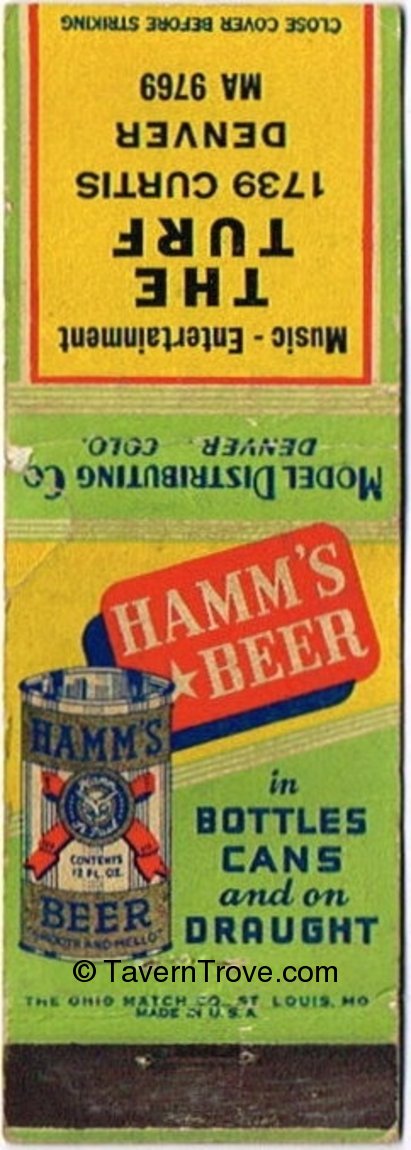 CLOSE COVER BEFORE STRIKING
Music - Entertainment
THE
TURF
1739 CURTIS
DENVER
MA 9769
MODEL DISTRIBUTING CO
DENVER, COLO.
HAMM'S
BEER
HAMM'S
CONTENTS
12 FL. OZ.
BEER
SMOOTH AND MELLOW
in
BOTTLES
CANS
and on
DRAUGHT
© TavernTrove.com
THE OHIO MATCH CO., ST. LOUIS, MO
MADE IN U.S.A.